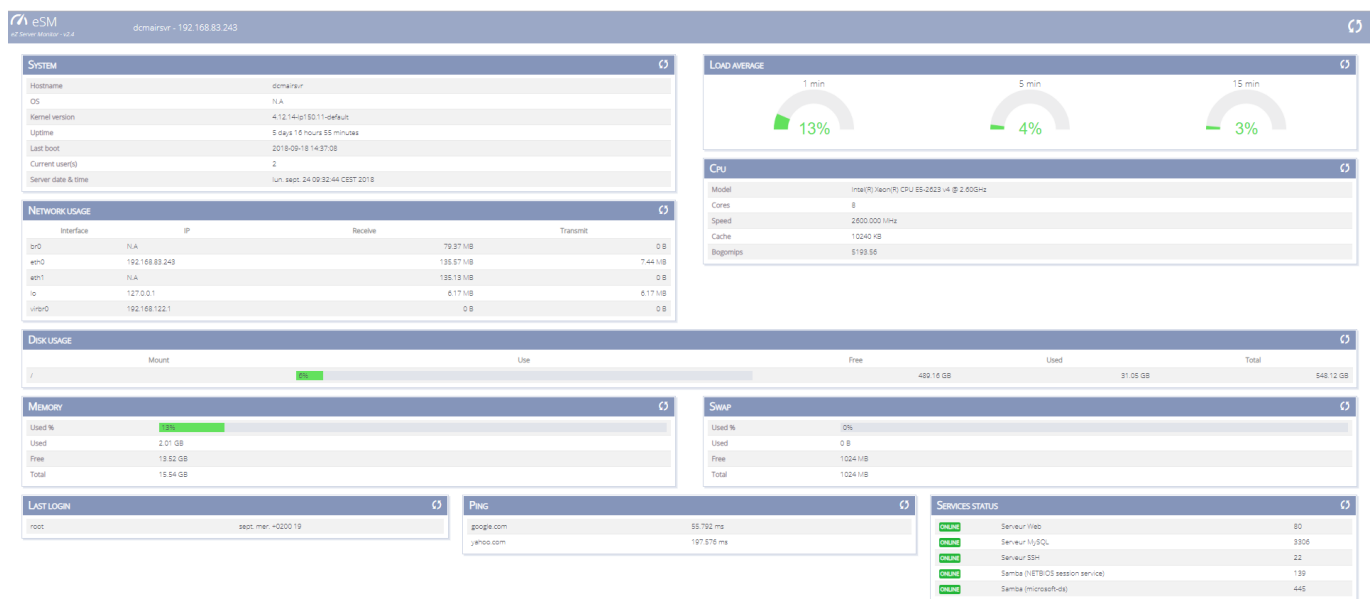 eSM
eZ Server Monitor - v2.4
dcmairsvr - 192.168.83.243
System
Hostname dcmairsvr
OS N.A
Kernel version 4.12.14-lp150.11-default
Uptime 5 days 16 hours 55 minutes
Last boot 2018-09-18 14:37:08
Current user(s) 2
Server date & time lun. sept. 24 09:32:44 CEST 2018
Load average
1 min 5 min 15 min
13% 4% 3%
Cpu
Model Intel(R) Xeon(R) CPU E5-2623 v4 @ 2.60GHz
Cores 8
Speed 2600.000 MHz
Cache 10240 KB
Bogomips 5193.56
Network usage
Interface IP Receive Transmit
br0 N.A 79.37 MB 0 B
eth0 192.168.83.243 135.57 MB 7.44 MB
eth1 N.A 135.13 MB 0 B
lo 127.0.0.1 6.17 MB 6.17 MB
virbr0 192.168.122.1 0 B 0 B
Disk usage
Mount Use Free Used Total
/ 6% 489.16 GB 31.05 GB 548.12 GB
Memory
Used % 13%
Used 2.01 GB
Free 13.52 GB
Total 15.54 GB
Swap
Used % 0%
Used 0 B
Free 1024 MB
Total 1024 MB
Last login
root sept. mer. +0200 19
Ping
google.com 55.792 ms
yahoo.com 197.576 ms
Services status
ONLINE Serveur Web 80
ONLINE Serveur MySQL 3306
ONLINE Serveur SSH 22
ONLINE Samba (NETBIOS session service) 139
ONLINE Samba (microsoft-ds) 445